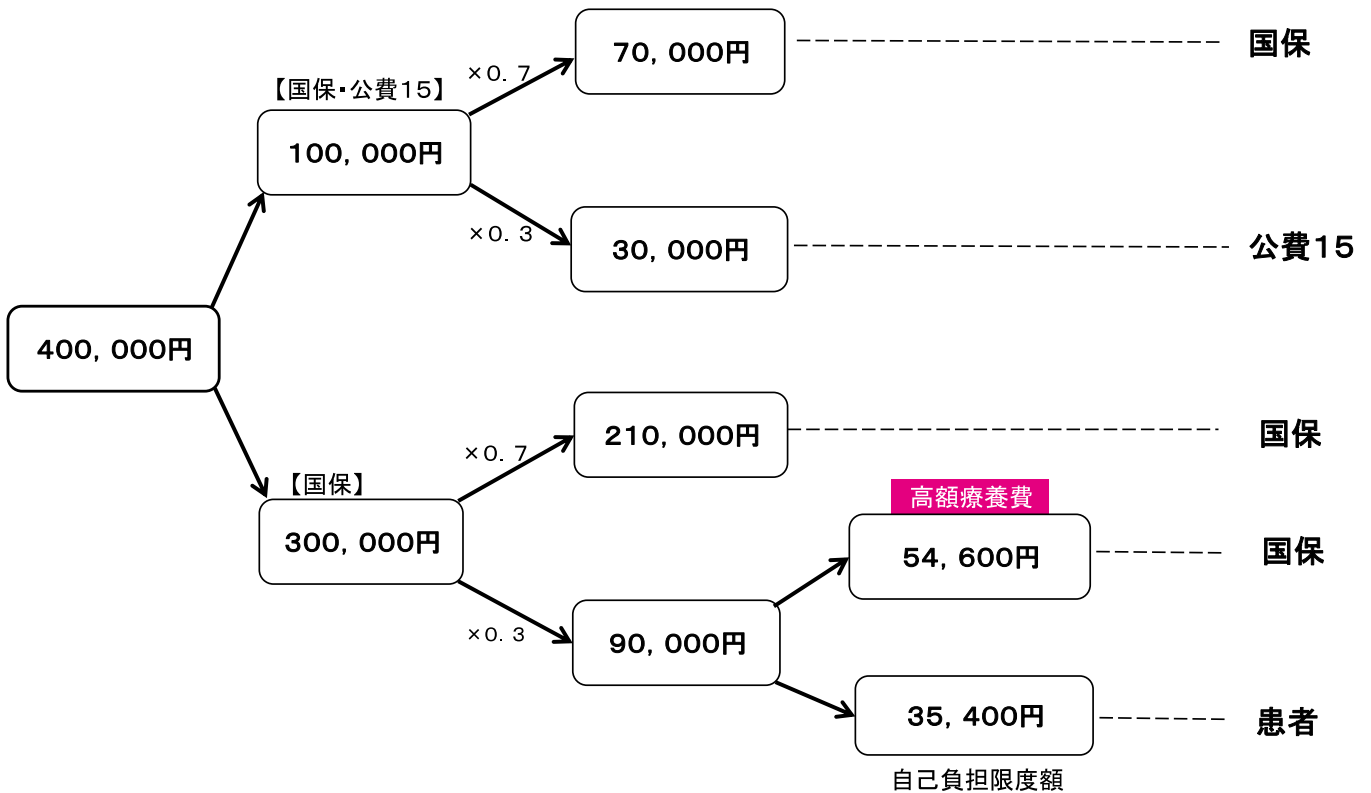 70, 000円
国保
×0. 7
【国保・公費15】
100, 000円
×0. 3
30, 000円
公費15
400, 000円
210, 000円
国保
×0. 7
【国保】
300, 000円
高額療養費
54, 600円
国保
×0. 3
90, 000円
35, 400円
患者
自己負担限度額